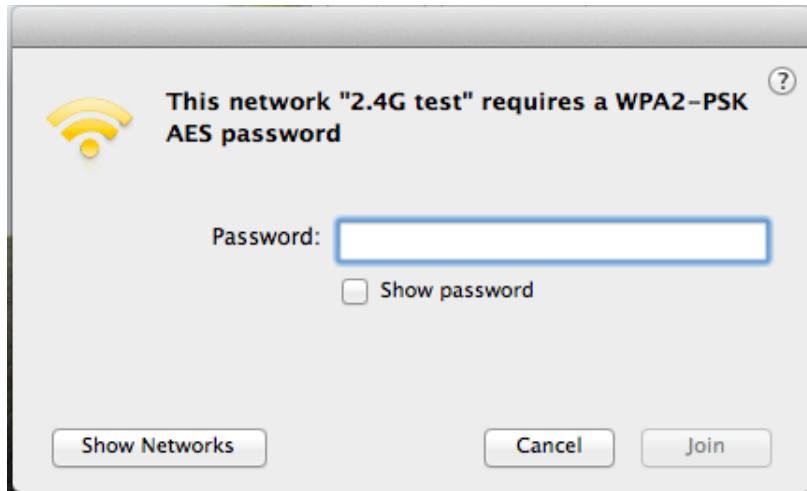 ?
This network "2.4G test" requires a WPA2-PSK
AES password
Password:
Show password
Show Networks
Cancel
Join